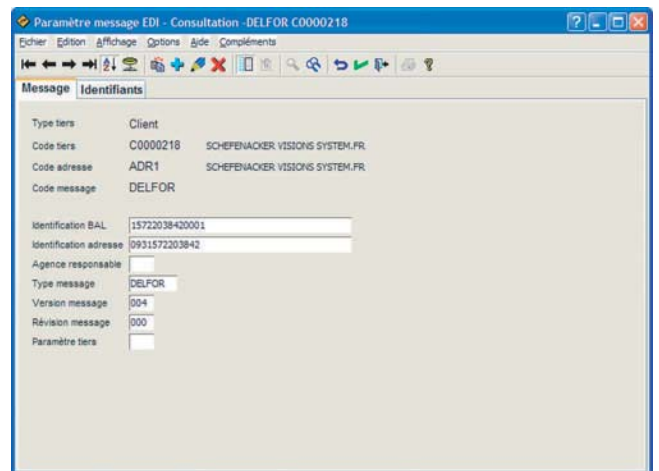 Paramètre message EDI - Consultation -DELFOR C0000218
Fichier Edition Affichage Options Aide Compléments
Message Identifiants
Type tiers Client
Code tiers C0000218 SCHEFENACKER VISIONS SYSTEM.FR.
Code adresse ADR1 SCHEFENACKER VISIONS SYSTEM.FR.
Code message DELFOR
Identification BAL 15722038420001
Identification adresse 0931572203842
Agence responsable
Type message DELFOR
Version message 004
Révision message 000
Paramètre tiers